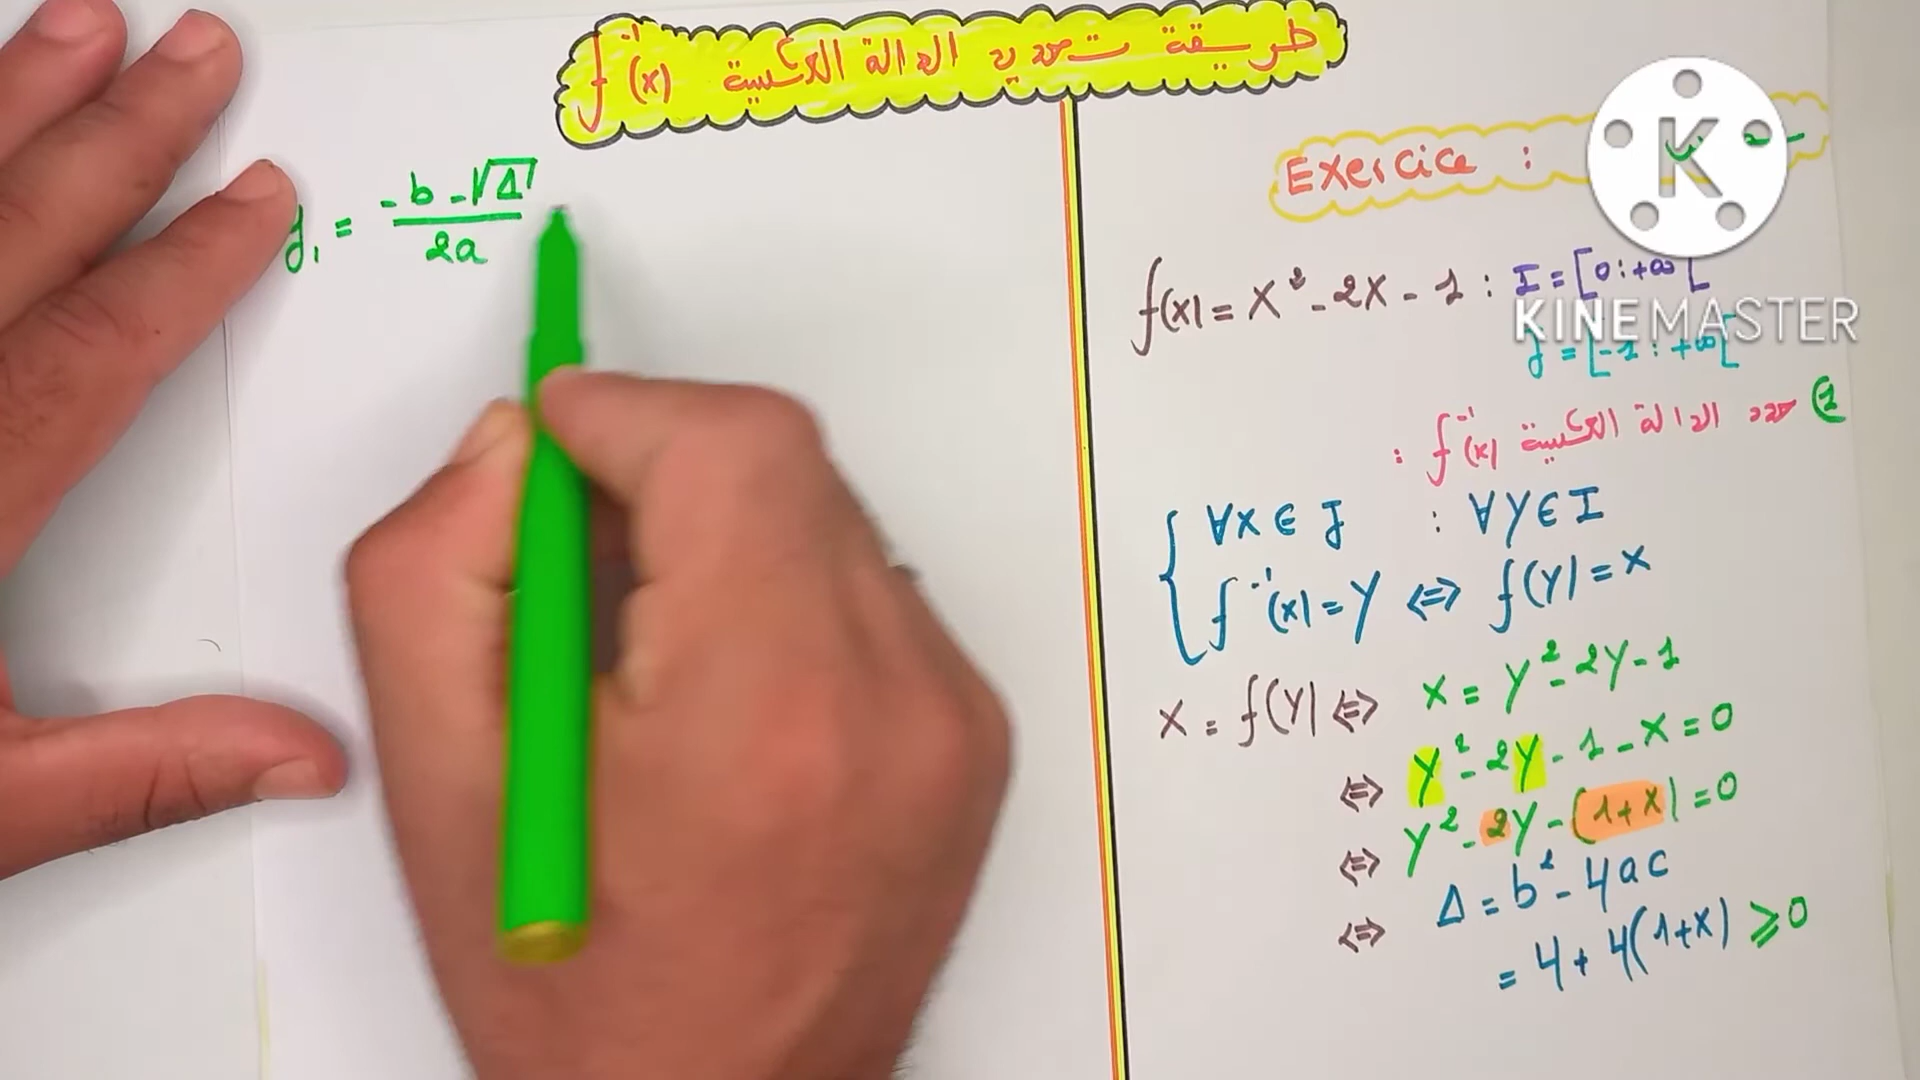 طريقة تحديد الدالة العكسية f⁻¹(x)
y₁ = (-b - √Δ) / 2a
Exercice :
K
f(x) = x² - 2x - 1 : I = [0 : +∞[
KINEMASTER
J = [-1 : +∞[
1) حدد الدالة العكسية f⁻¹(x) :
{ ∀x ∈ J : ∀y ∈ I
f⁻¹(x) = y ⇔ f(y) = x
x = f(y) ⇔ x = y² - 2y - 1
⇔ y² - 2y - 1 - x = 0
⇔ y² - 2y - (1+x) = 0
⇔ Δ = b² - 4ac
= 4 + 4(1+x) ⩾ 0